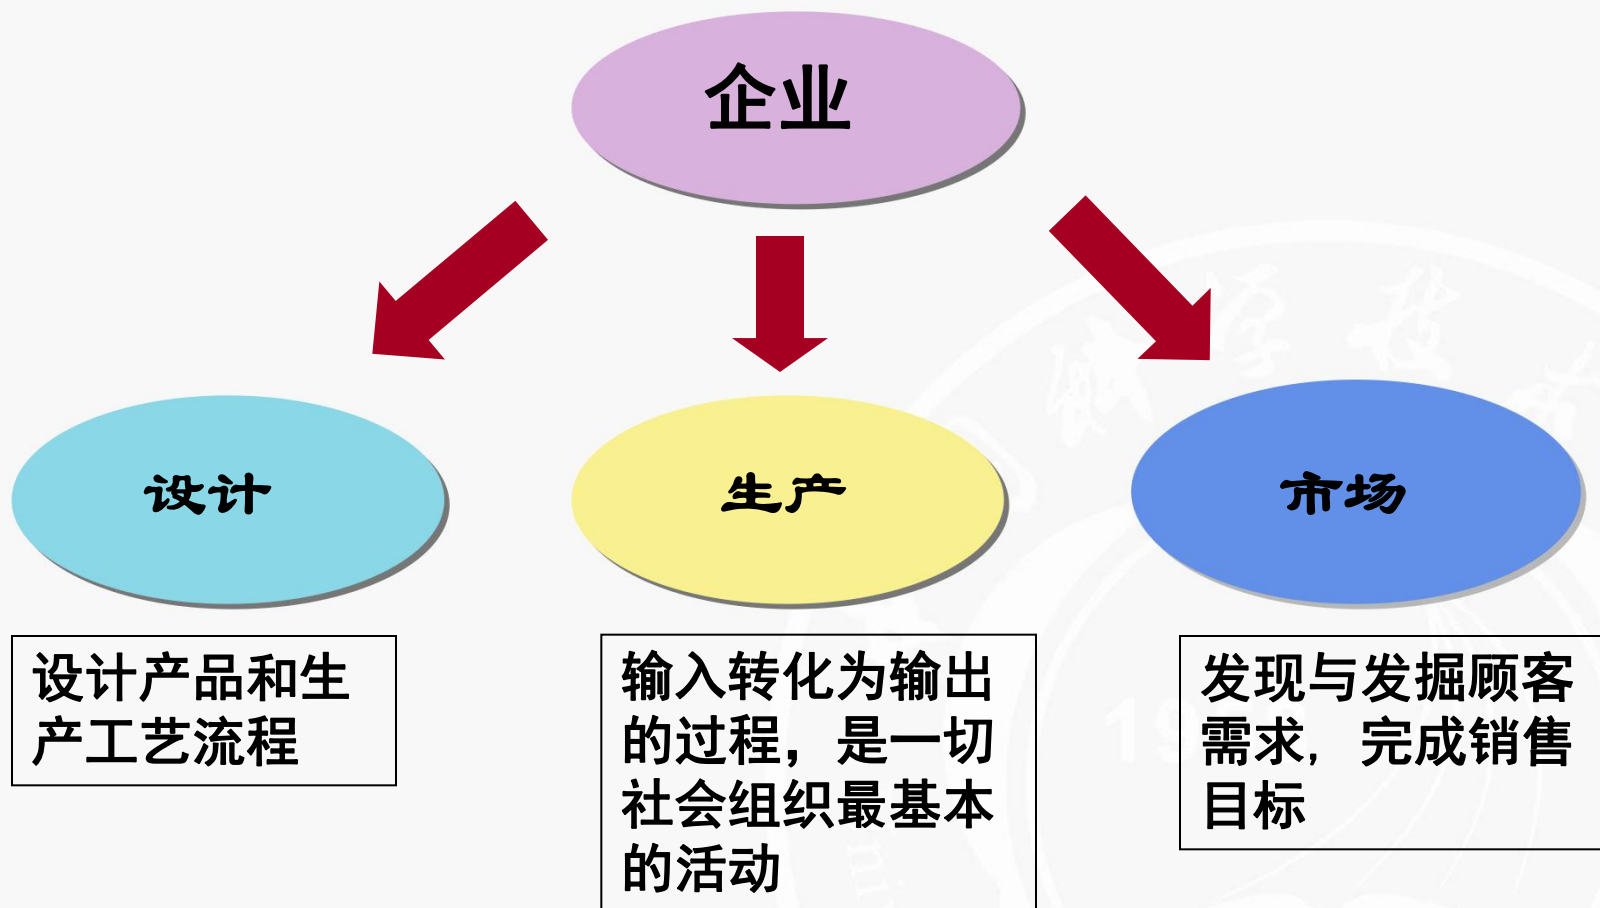 企业
设计
生产
市场
设计产品和生
产工艺流程
输入转化为输出
的过程，是一切
社会组织最基本
的活动
发现与发掘顾客
需求，完成销售
目标